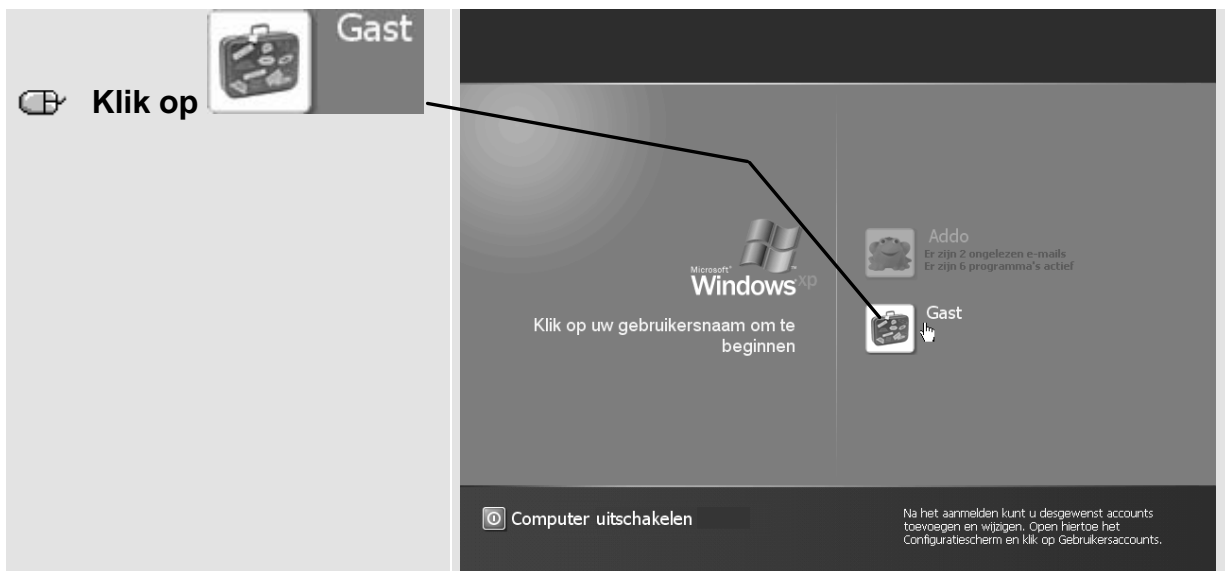 Gast
Klik op
Microsoft
Windows xp
Klik op uw gebruikersnaam om te
beginnen
Addo
Er zijn 2 ongelezen e-mails
Er zijn 6 programma's actief
Gast
Computer uitschakelen
Na het aanmelden kunt u desgewenst accounts
toevoegen en wijzigen. Open hiertoe het
Configuratiescherm en klik op Gebruikersaccounts.